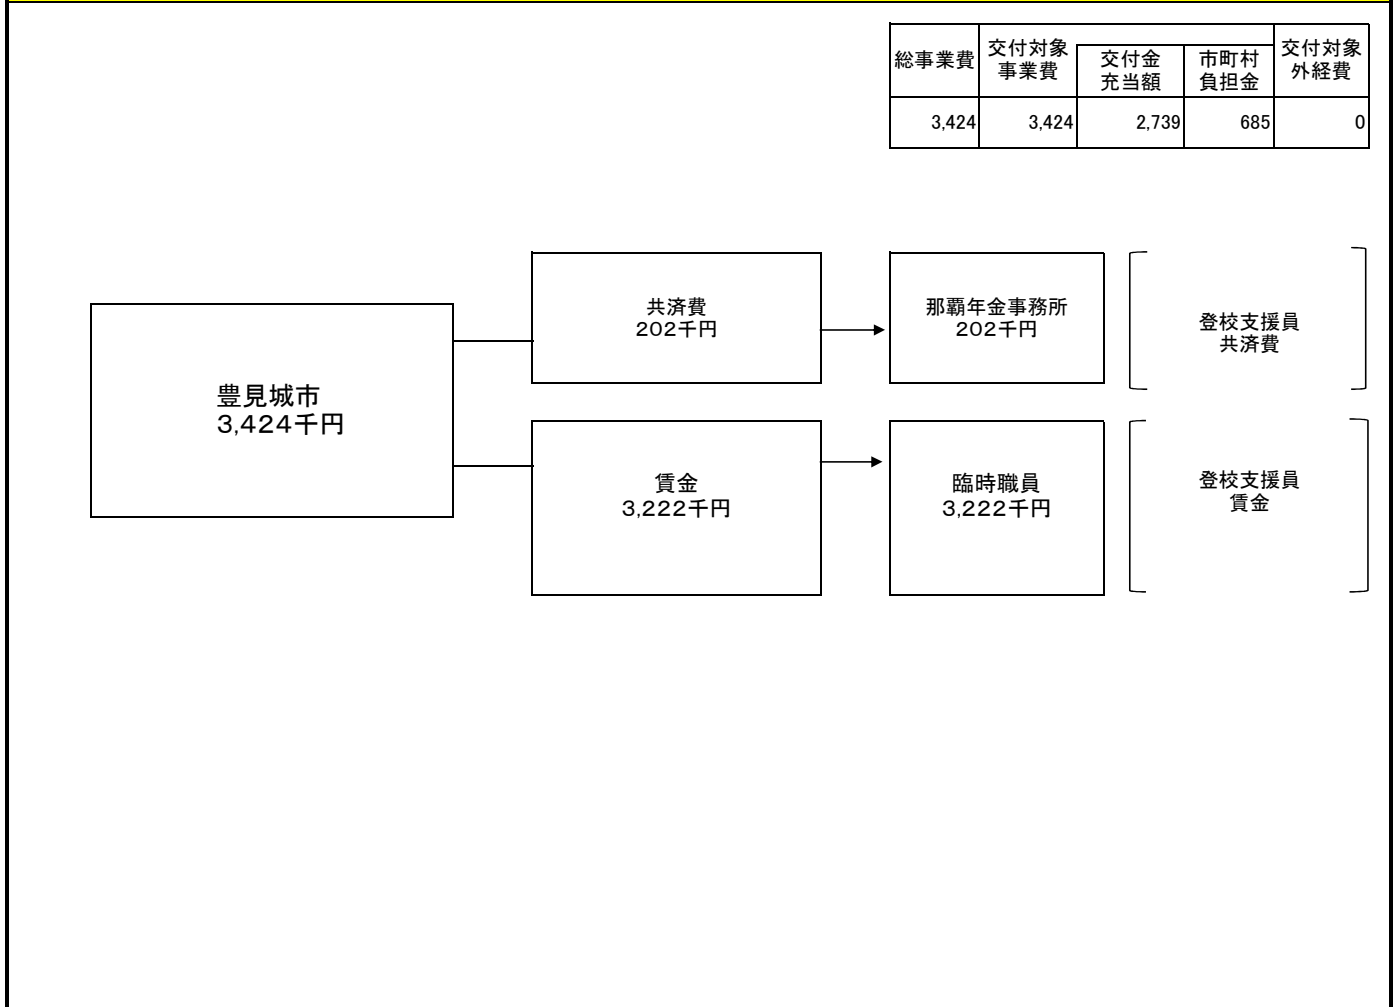 総事業費
交付対象
事業費
交付金
充当額
市町村
負担金
交付対象
外経費
3,424
3,424
2,739
685
0
豊見城市
3,424千円
共済費
202千円
那覇年金事務所
202千円
登校支援員
共済費
賃金
3,222千円
臨時職員
3,222千円
登校支援員
賃金